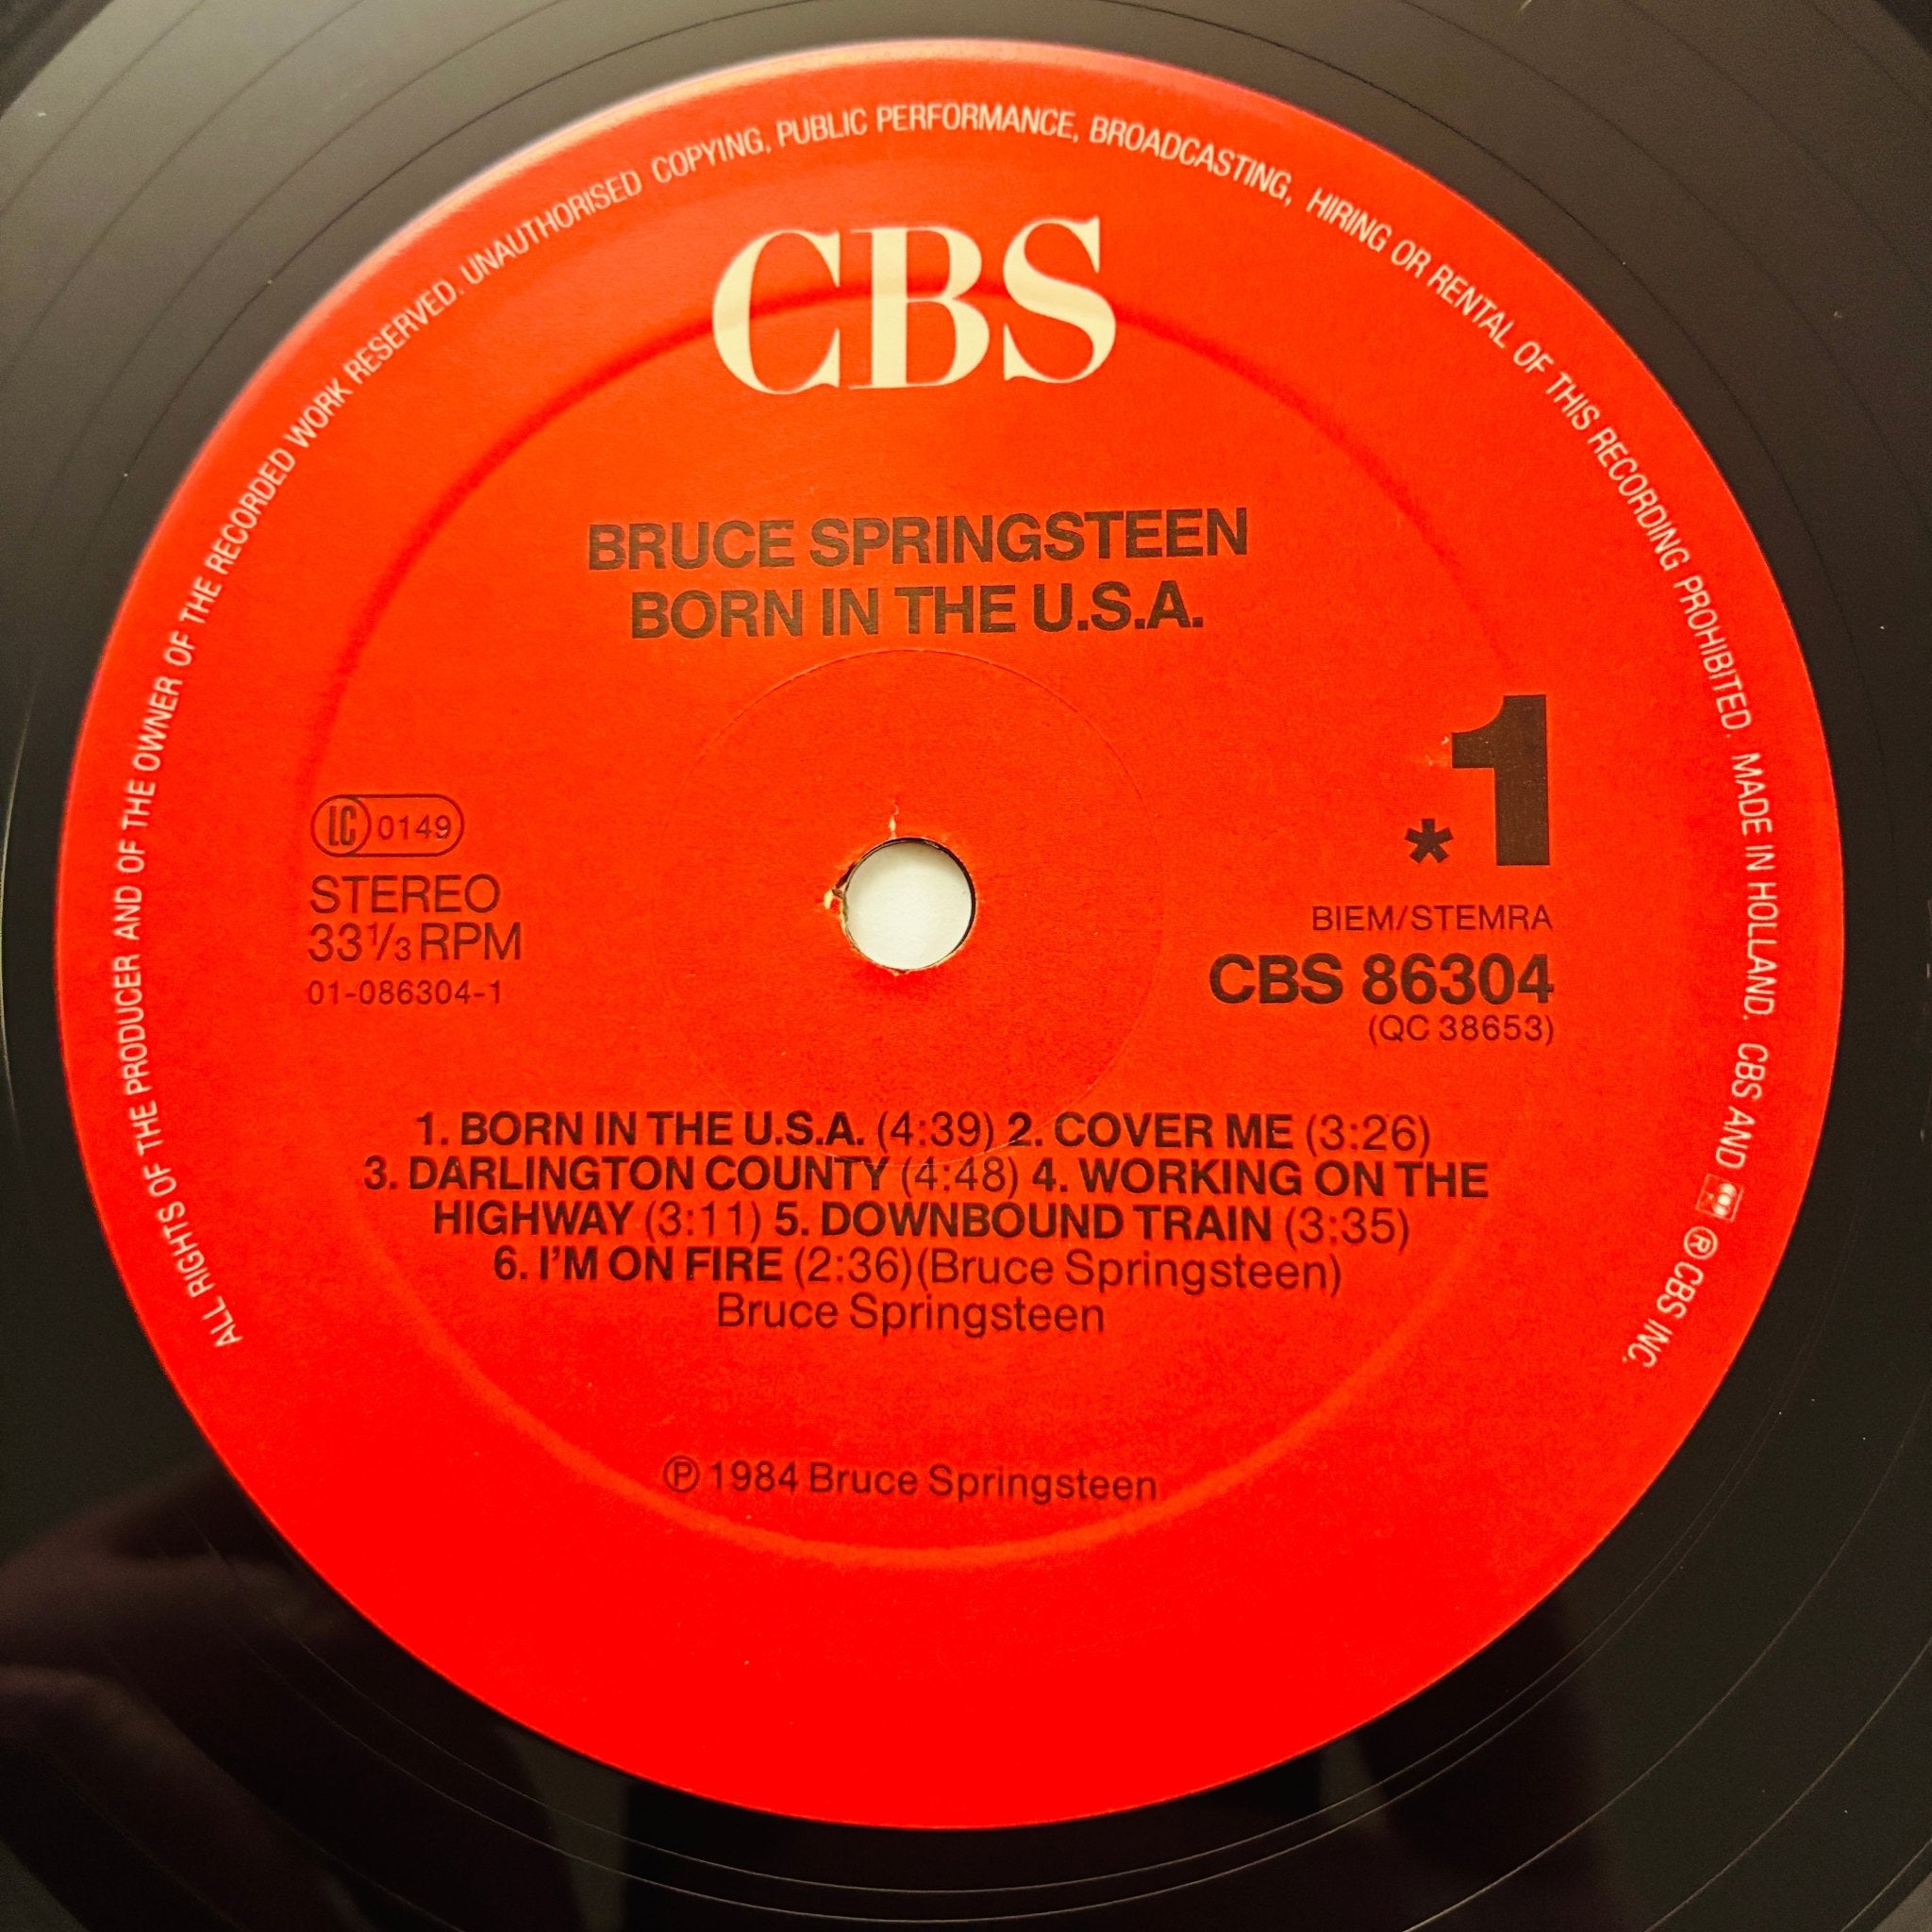 ALL RIGHTS OF THE PRODUCER AND OF THE OWNER OF THE RECORDED WORK RESERVED. UNAUTHORISED COPYING, PUBLIC PERFORMANCE, BROADCASTING, HIRING OR RENTAL OF THIS RECORDING PROHIBITED. MADE IN HOLLAND. CBS AND ® CBS INC.
CBS
BRUCE SPRINGSTEEN
BORN IN THE U.S.A.
*1
LC 0149
STEREO
33 1/3 RPM
01-086304-1
BIEM/STEMRA
CBS 86304
(QC 38653)
1. BORN IN THE U.S.A. (4:39) 2. COVER ME (3:26)
3. DARLINGTON COUNTY (4:48) 4. WORKING ON THE
HIGHWAY (3:11) 5. DOWNBOUND TRAIN (3:35)
6. I'M ON FIRE (2:36)(Bruce Springsteen)
Bruce Springsteen
℗ 1984 Bruce Springsteen